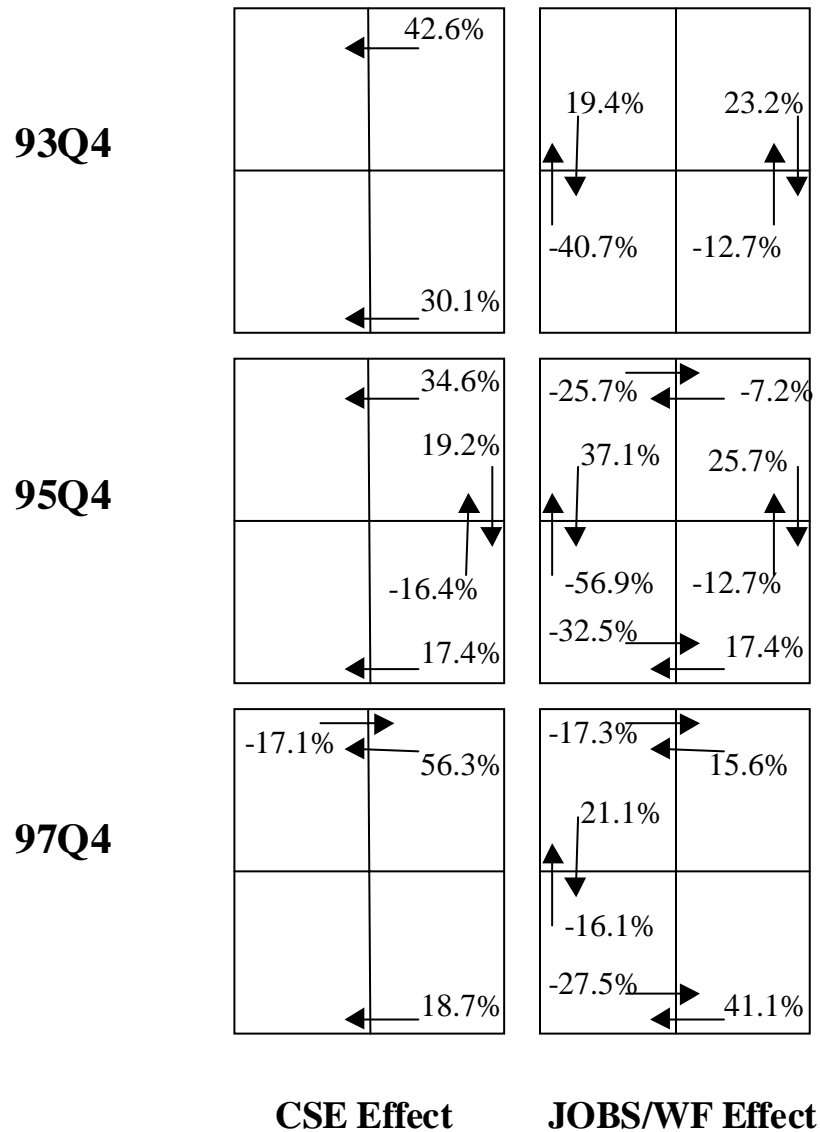 42.6%
19.4% 23.2%
93Q4
-40.7% -12.7%
30.1%
34.6% -25.7% -7.2%
19.2% 37.1% 25.7%
95Q4
-16.4% -56.9% -12.7%
-32.5%
17.4% 17.4%
-17.1% 56.3% -17.3% 15.6%
21.1%
97Q4
-16.1%
-27.5%
18.7% 41.1%
CSE Effect JOBS/WF Effect